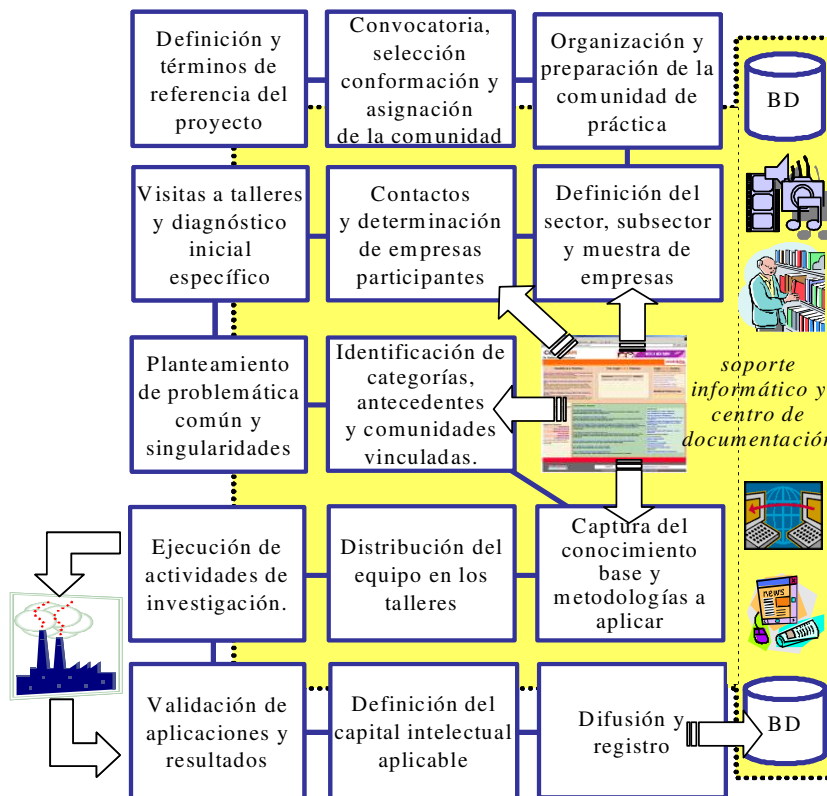 Definición y
términos de
referencia del
proyecto
Convocatoria,
selección
conformación y
asignación
de la comunidad
Organización y
preparación de la
comunidad de
práctica
BD
Visitas a talleres
y diagnóstico
inicial
específico
Contactos
y determinación
de empresas
participantes
Definición del
sector, subsector
y muestra de
empresas
Planteamiento
de problemática
común y
singularidades
Identificación de
categorías,
antecedentes
y comunidades
vinculadas.
soporte
informático y
centro de
documentación
Ejecución de
actividades de
investigación.
Distribución del
equipo en los
talleres
Captura del
conocimiento
base y
metodologías a
aplicar
news
Validación de
aplicaciones y
resultados
Definición del
capital intelectual
aplicable
Difusión y
registro
BD